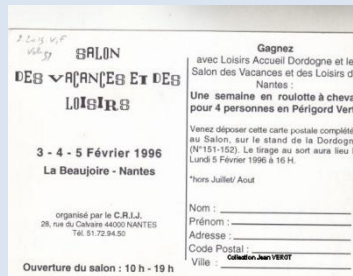 SALON
DES VACANCES ET DES
LOISIRS
3 - 4 - 5 Février 1996
La Beaujoire - Nantes
organisé par le C.R.I.J.
28, rue du Calvaire 44000 NANTES
Tél. 51.72.94.50
Ouverture du salon : 10 h - 19 h
Gagnez
avec Loisirs Accueil Dordogne et le
Salon des Vacances et des Loisirs d
Nantes :
Une semaine en roulotte à cheva
pour 4 personnes en Périgord Ver
Venez déposer cette carte postale complété
au Salon, sur le stand de la Dordogn
(N°151-152). Le tirage au sort aura lieu l
Lundi 5 Février 1996 à 16 H.
*hors Juillet/ Aout
Nom :
Prénom :
Adresse :
Code Postal :
Ville :
Collection Jean VEROT